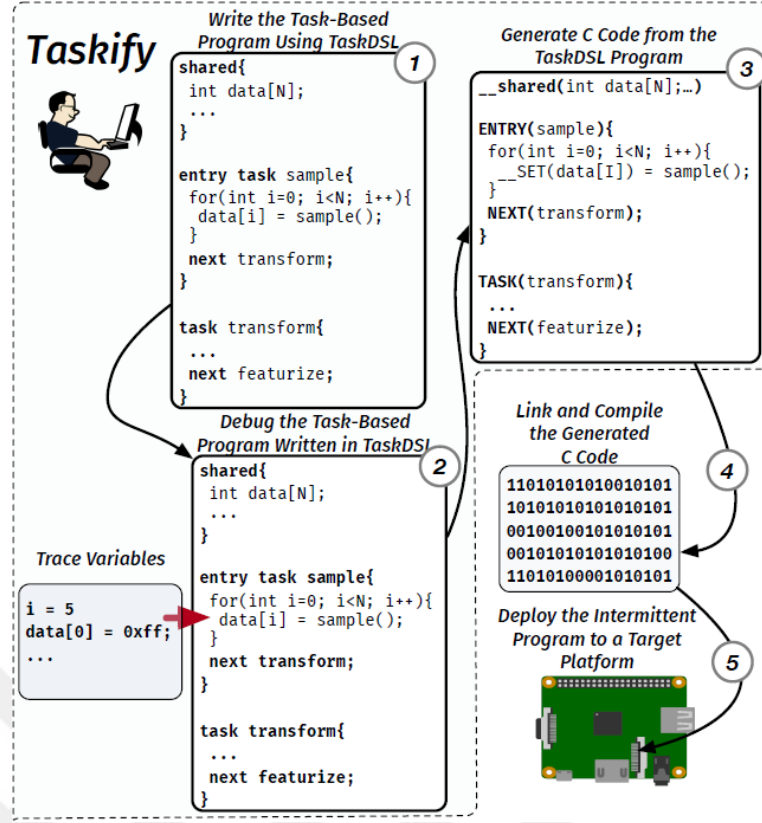 Taskify
Write the Task-Based
Program Using TaskDSL
1
shared{
int data[N];
...
}
entry task sample{
for(int i=0; i<N; i++){
data[i] = sample();
}
next transform;
}
task transform{
...
next featurize;
}
Debug the Task-Based
Program Written in TaskDSL
2
shared{
int data[N];
...
}
entry task sample{
for(int i=0; i<N; i++){
data[i] = sample();
}
next transform;
}
task transform{
...
next featurize;
}
Trace Variables
i = 5
data[0] = 0xff;
...
Generate C Code from the
TaskDSL Program
3
__shared(int data[N];…)
ENTRY(sample){
for(int i=0; i<N; i++){
__SET(data[I]) = sample();
}
NEXT(transform);
}
TASK(transform){
...
NEXT(featurize);
}
Link and Compile
the Generated
C Code
4
11010101010010101
10101010101010101
00100100101010101
00101010101010100
11010100001010101
Deploy the Intermittent
Program to a Target
Platform
5